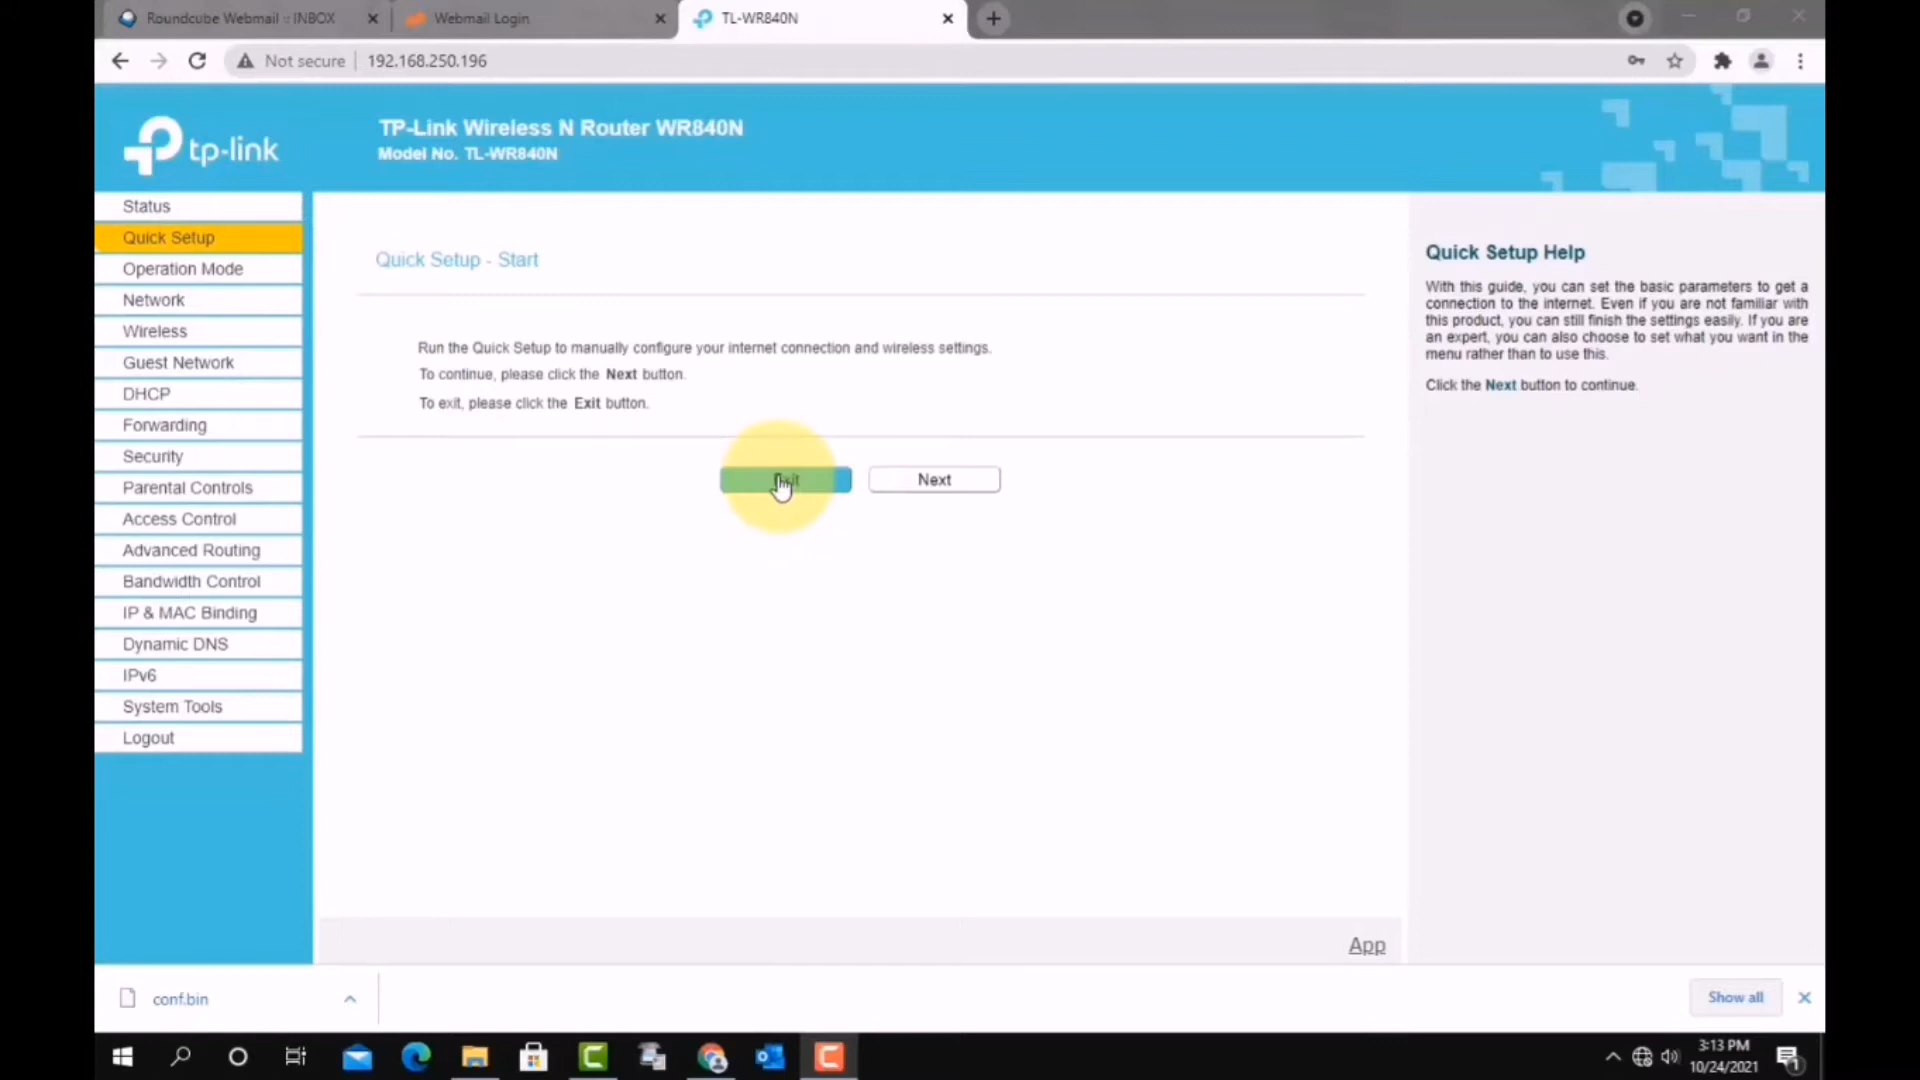 Roundcube Webmail :: INBOX
Webmail Login
TL-WR840N
Not secure
192.168.250.196
tp-link
TP-Link Wireless N Router WR840N
Model No. TL-WR840N
Status
Quick Setup
Operation Mode
Network
Wireless
Guest Network
DHCP
Forwarding
Security
Parental Controls
Access Control
Advanced Routing
Bandwidth Control
IP & MAC Binding
Dynamic DNS
IPv6
System Tools
Logout
Quick Setup - Start
Run the Quick Setup to manually configure your internet connection and wireless settings.
To continue, please click the Next button.
To exit, please click the Exit button.
Next
Quick Setup Help
With this guide, you can set the basic parameters to get a
connection to the internet. Even if you are not familiar with
this product, you can still finish the settings easily. If you are
an expert, you can also choose to set what you want in the
menu rather than to use this.
Click the Next button to continue.
App
conf.bin
Show all
3:13 PM
10/24/2021
1